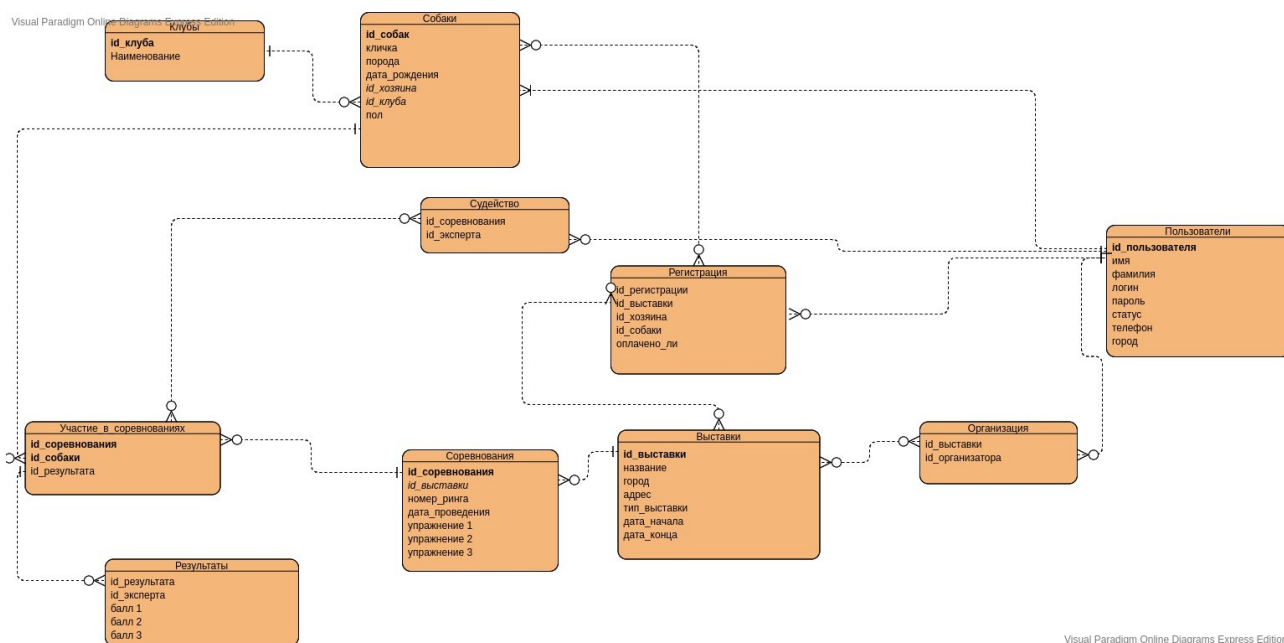 Visual Paradigm Online Diagrams Express Edition
Клубы
id_клуба
Наименование
Собаки
id_собак
кличка
порода
дата_рождения
id_хозяина
id_клуба
пол
Судейство
id_соревнования
id_эксперта
Регистрация
id_регистрации
id_выставки
id_хозяина
id_собаки
оплачено_ли
Пользователи
id_пользователя
имя
фамилия
логин
пароль
статус
телефон
город
Участие_в_соревнованиях
id_соревнования
id_собаки
id_результата
Соревнования
id_соревнования
id_выставки
номер_ринга
дата_проведения
упражнение 1
упражнение 2
упражнение 3
Выставки
id_выставки
название
город
адрес
тип_выставки
дата_начала
дата_конца
Организация
id_выставки
id_организатора
Результаты
id_результата
id_эксперта
балл 1
балл 2
балл 3
Visual Paradigm Online Diagrams Express Edition